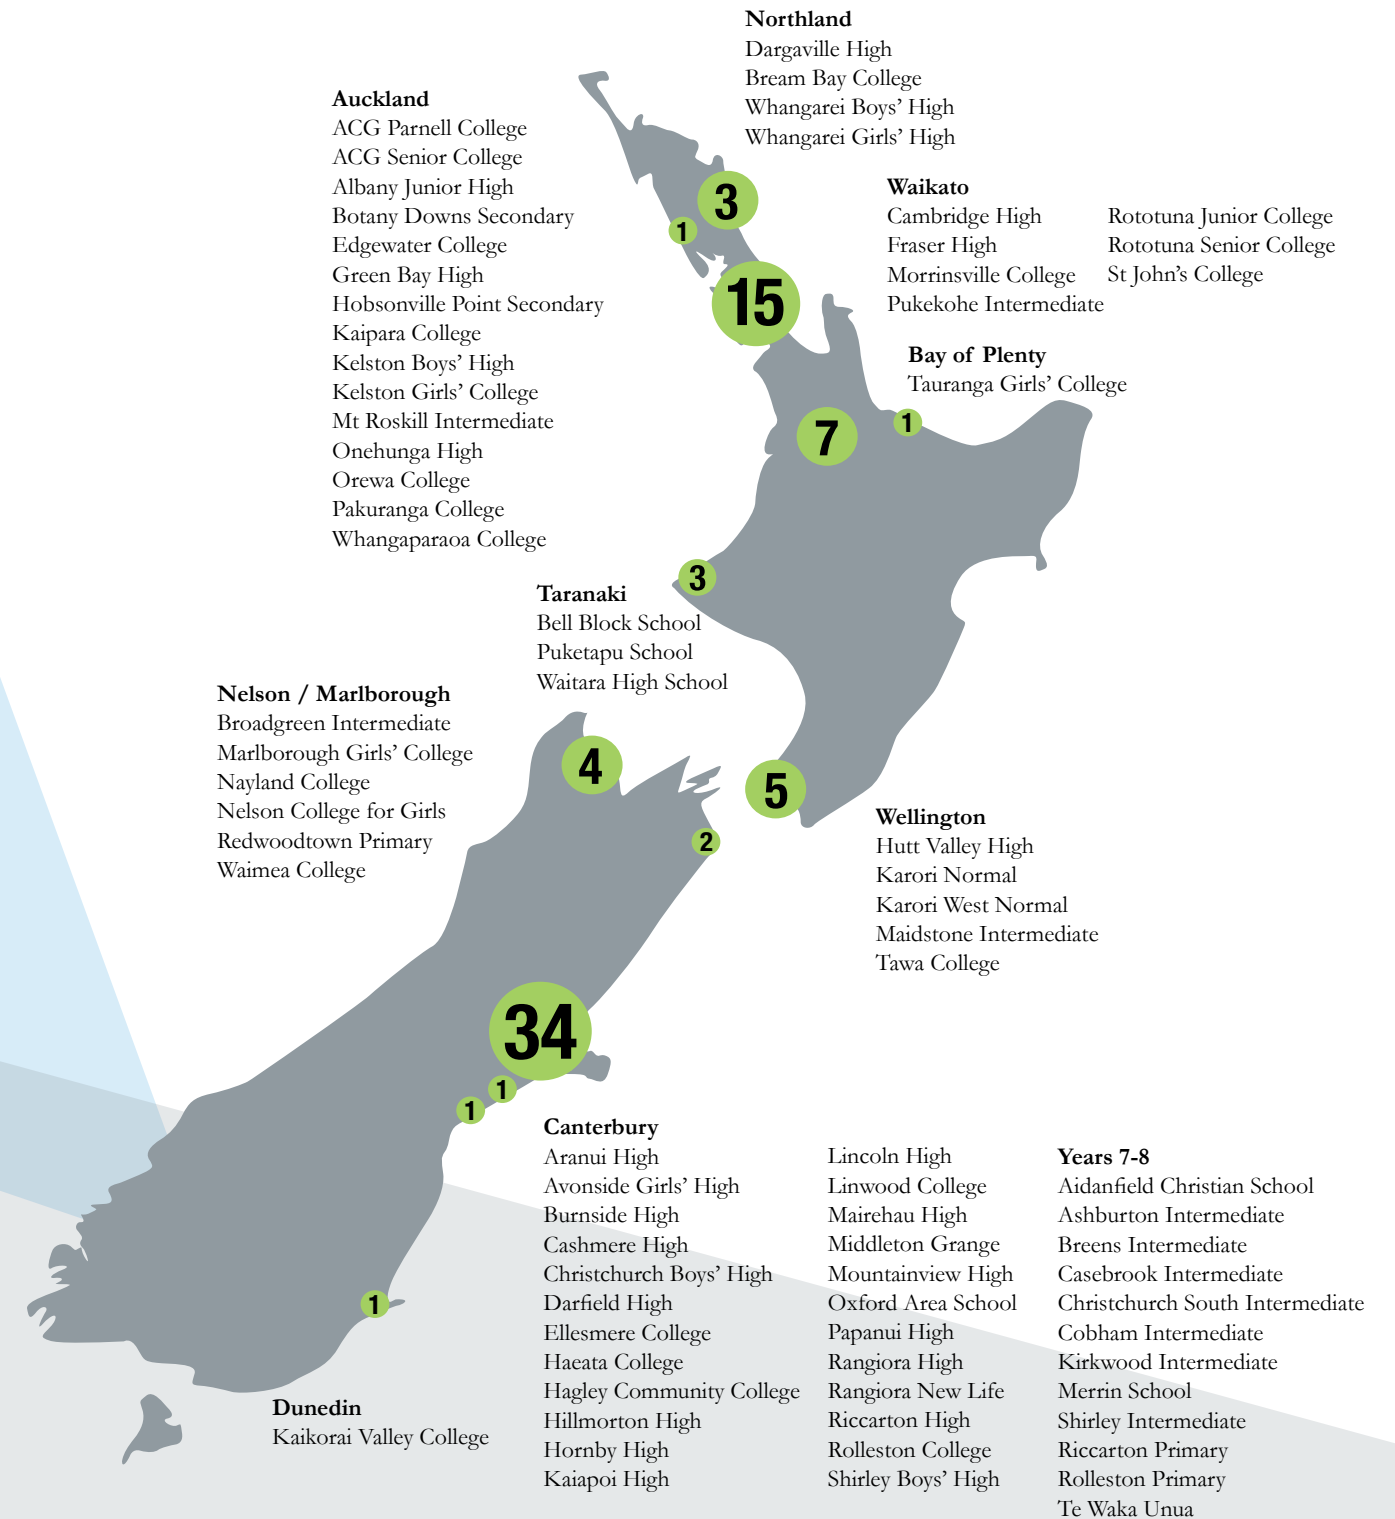 Northland
Dargaville High
Bream Bay College
Whangarei Boys' High
Whangarei Girls' High
Auckland
ACG Parnell College
ACG Senior College
Albany Junior High
Botany Downs Secondary
Edgewater College
Green Bay High
Hobsonville Point Secondary
Kaipara College
Kelston Boys' High
Kelston Girls' College
Mt Roskill Intermediate
Onehunga High
Orewa College
Pakuranga College
Whangaparaoa College
Waikato
Cambridge High
Fraser High
Morrinsville College
Pukekohe Intermediate
Rototuna Junior College
Rototuna Senior College
St John's College
3
1
15
Bay of Plenty
Tauranga Girls' College
1
7
3
Taranaki
Bell Block School
Puketapu School
Waitara High School
Nelson / Marlborough
Broadgreen Intermediate
Marlborough Girls' College
Nayland College
Nelson College for Girls
Redwoodtown Primary
Waimea College
4
5
2
Wellington
Hutt Valley High
Karori Normal
Karori West Normal
Maidstone Intermediate
Tawa College
34
1
1
Canterbury
Aranui High
Avonside Girls' High
Burnside High
Cashmere High
Christchurch Boys' High
Darfield High
Ellesmere College
Haeata College
Hagley Community College
Hillmorton High
Hornby High
Kaiapoi High
Lincoln High
Linwood College
Mairehau High
Middleton Grange
Mountainview High
Oxford Area School
Papanui High
Rangiora High
Rangiora New Life
Riccarton High
Rolleston College
Shirley Boys' High
Years 7-8
Aidanfield Christian School
Ashburton Intermediate
Breens Intermediate
Casebrook Intermediate
Christchurch South Intermediate
Cobham Intermediate
Kirkwood Intermediate
Merrin School
Shirley Intermediate
Riccarton Primary
Rolleston Primary
Te Waka Unua
1
Dunedin
Kaikorai Valley College